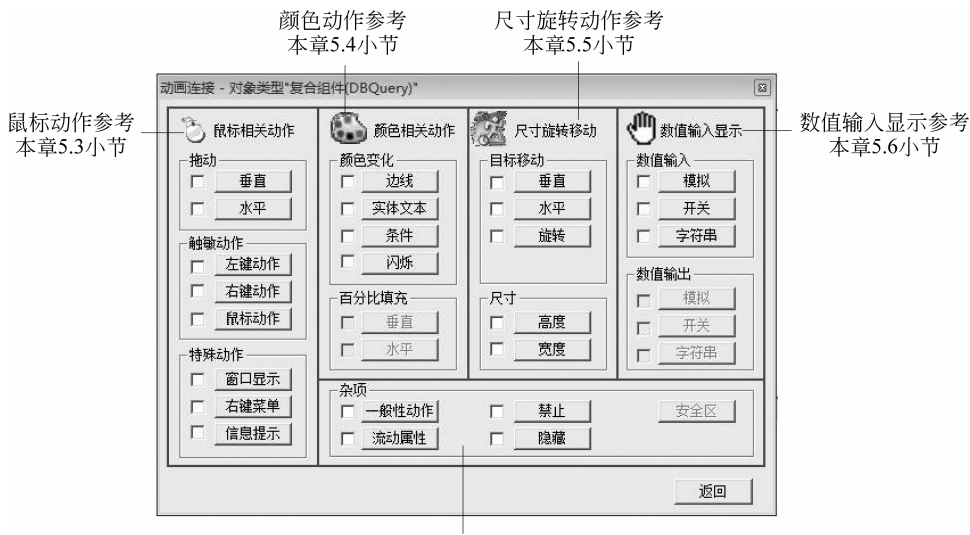 颜色动作参考
本章5.4小节
尺寸旋转动作参考
本章5.5小节
鼠标动作参考
本章5.3小节
数值输入显示参考
本章5.6小节
动画连接 - 对象类型"复合组件(DBQuery)"
鼠标相关动作
拖动
垂直
水平
触敏动作
左键动作
右键动作
鼠标动作
特殊动作
窗口显示
右键菜单
信息提示
颜色相关动作
颜色变化
边线
实体文本
条件
闪烁
百分比填充
垂直
水平
尺寸旋转移动
目标移动
垂直
水平
旋转
尺寸
高度
宽度
数值输入显示
数值输入
模拟
开关
字符串
数值输出
模拟
开关
字符串
杂项
一般性动作
禁止
安全区
流动属性
隐藏
返回